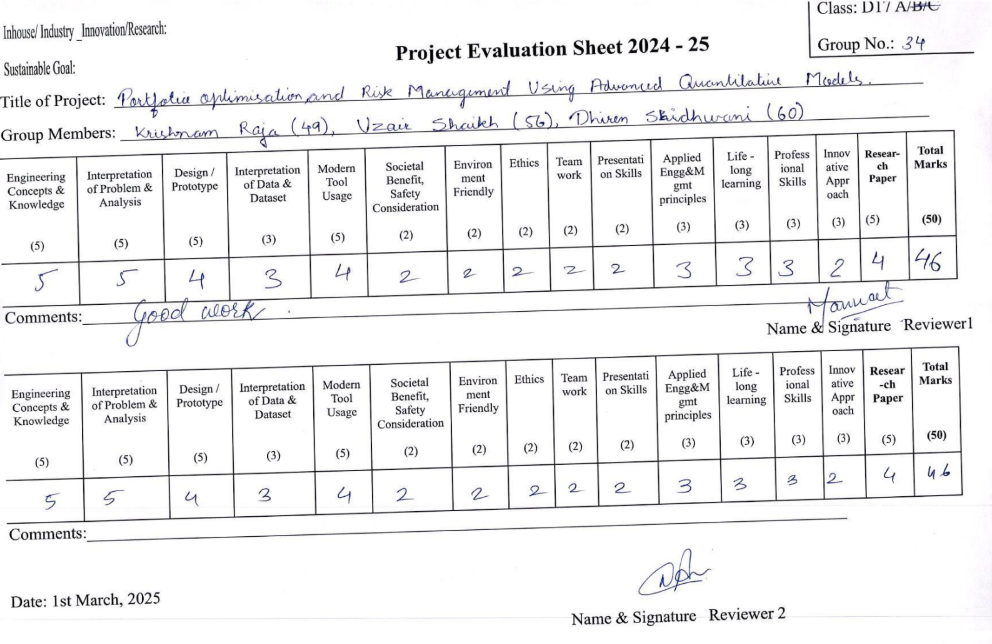 Inhouse/ Industry _Innovation/Research:
Class: D17 A/B/C
Project Evaluation Sheet 2024 - 25
Group No.: 34
Sustainable Goal:
Title of Project: Portfolio optimisation and Risk Management Using Advanced Quantitative Models.
Group Members: Krishnam Raja (49), Uzair Shaikh (56), Dhiren Sidhwani (60)
Engineering Concepts & Knowledge (5) Interpretation of Problem & Analysis (5) Design / Prototype (5) Interpretation of Data & Dataset (3) Modern Tool Usage (5) Societal Benefit, Safety Consideration (2) Environ ment Friendly (2) Ethics (2) Team work (2) Presentati on Skills (2) Applied Engg&M gmt principles (3) Life - long learning (3) Profess ional Skills (3) Innov ative Appr oach (3) Resear- ch Paper (5) Total Marks (50)
5 5 4 3 4 2 2 2 2 2 3 3 3 2 4 46
Comments: Good work .
Name & Signature Reviewer1
Engineering Concepts & Knowledge (5) Interpretation of Problem & Analysis (5) Design / Prototype (5) Interpretation of Data & Dataset (3) Modern Tool Usage (5) Societal Benefit, Safety Consideration (2) Environ ment Friendly (2) Ethics (2) Team work (2) Presentati on Skills (2) Applied Engg&M gmt principles (3) Life - long learning (3) Profess ional Skills (3) Innov ative Appr oach (3) Resear -ch Paper (5) Total Marks (50)
5 5 4 3 4 2 2 2 2 2 3 3 3 2 4 46
Comments:
Date: 1st March, 2025
Name & Signature Reviewer 2